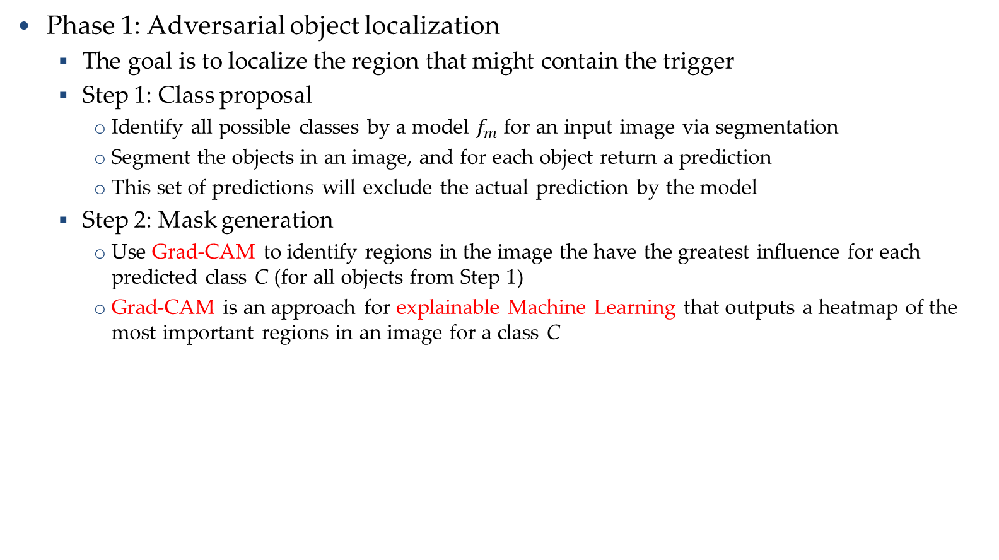 • Phase 1: Adversarial object localization
▪ The goal is to localize the region that might contain the trigger
▪ Step 1: Class proposal
○ Identify all possible classes by a model fm for an input image via segmentation
○ Segment the objects in an image, and for each object return a prediction
○ This set of predictions will exclude the actual prediction by the model
▪ Step 2: Mask generation
○ Use Grad-CAM to identify regions in the image the have the greatest influence for each
predicted class C (for all objects from Step 1)
○ Grad-CAM is an approach for explainable Machine Learning that outputs a heatmap of the
most important regions in an image for a class C